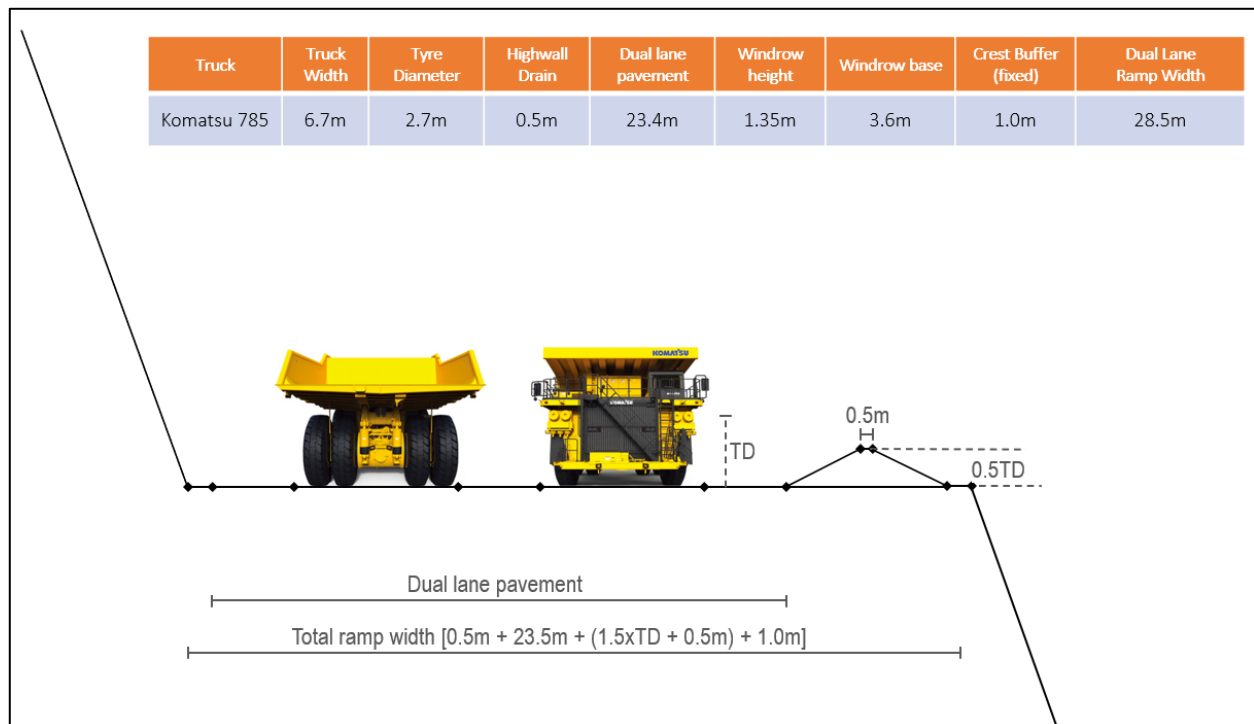 Truck
Truck
Width
Tyre
Diameter
Highwall
Drain
Dual lane
pavement
Windrow
height
Windrow base
Crest Buffer
(fixed)
Dual Lane
Ramp Width
Komatsu 785
6.7m
2.7m
0.5m
23.4m
1.35m
3.6m
1.0m
28.5m
KOMATSU
KOMATSU
0.5m
TD
0.5TD
Dual lane pavement
Total ramp width [0.5m + 23.5m + (1.5xTD + 0.5m) + 1.0m]